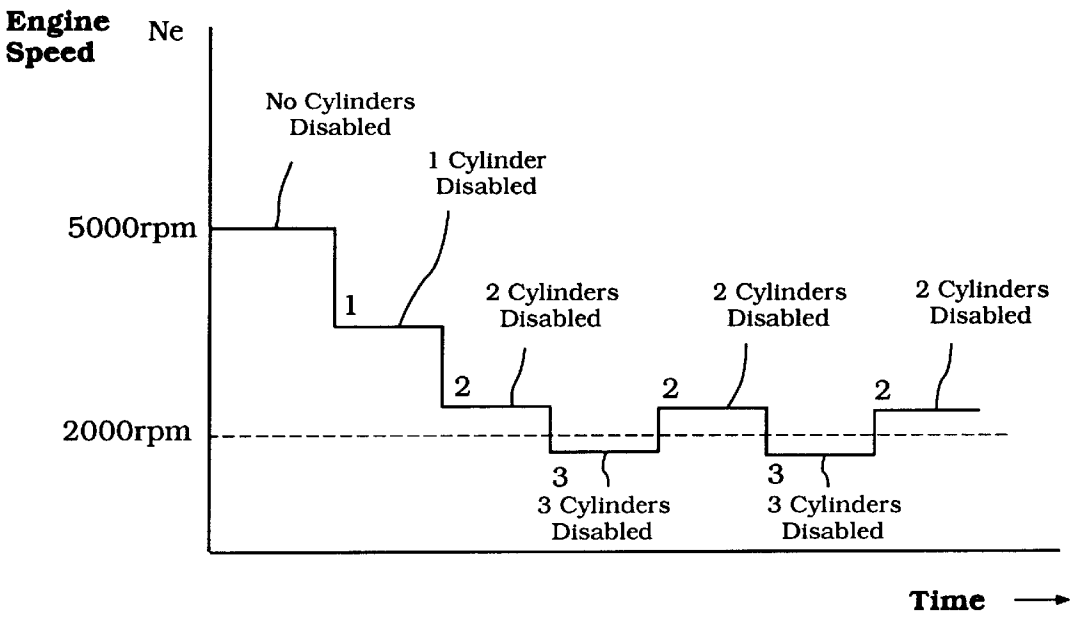 Engine
Speed
Ne
No Cylinders
Disabled
1 Cylinder
Disabled
5000rpm
1
2 Cylinders
Disabled
2 Cylinders
Disabled
2 Cylinders
Disabled
2
2
2
2000rpm
3
3
3 Cylinders
Disabled
3 Cylinders
Disabled
Time